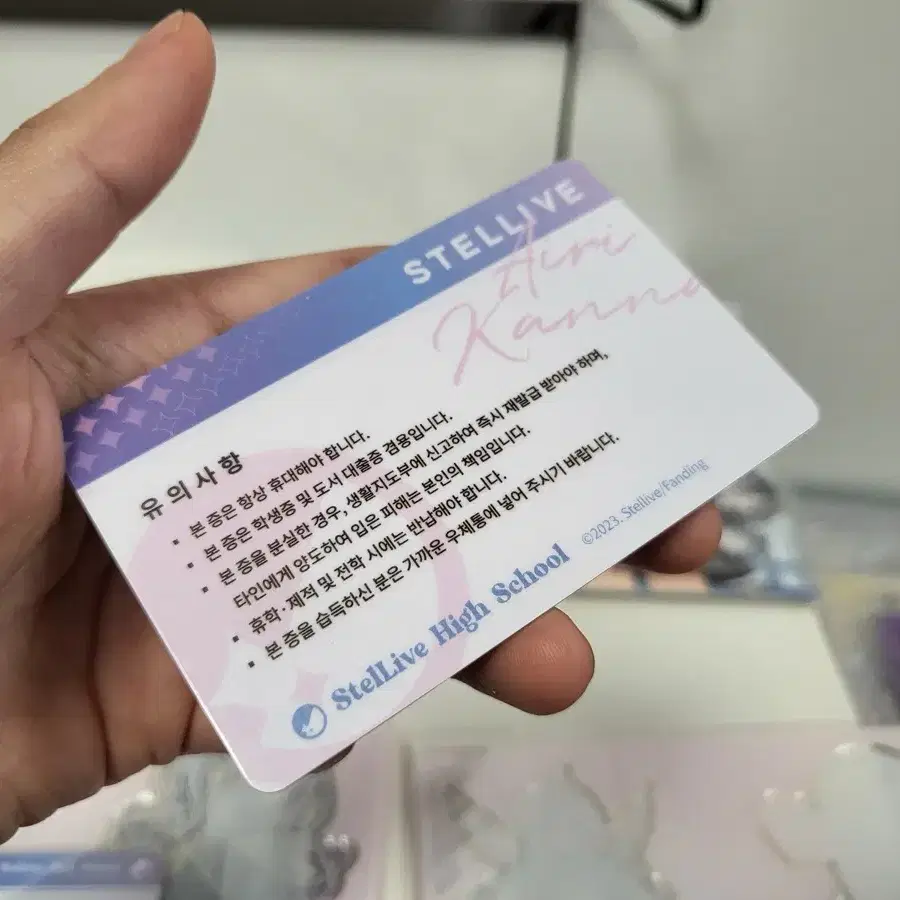 STELLIVE
Airi
Kanna
유의사항
▪ 본 증은 항상 휴대해야 합니다.
▪ 본 증은 학생증 및 도서 대출증 겸용입니다.
▪ 본 증을 분실한 경우, 생활지도부에 신고하여 즉시 재발급 받아야 하며,
타인에게 양도하여 입은 피해는 본인의 책임입니다.
▪ 휴학·제적 및 전학 시에는 반납해야 합니다.
▪ 본 증을 습득하신 분은 가까운 우체통에 넣어 주시기 바랍니다.
StelLive High School
©2023. Stellive/Fanding